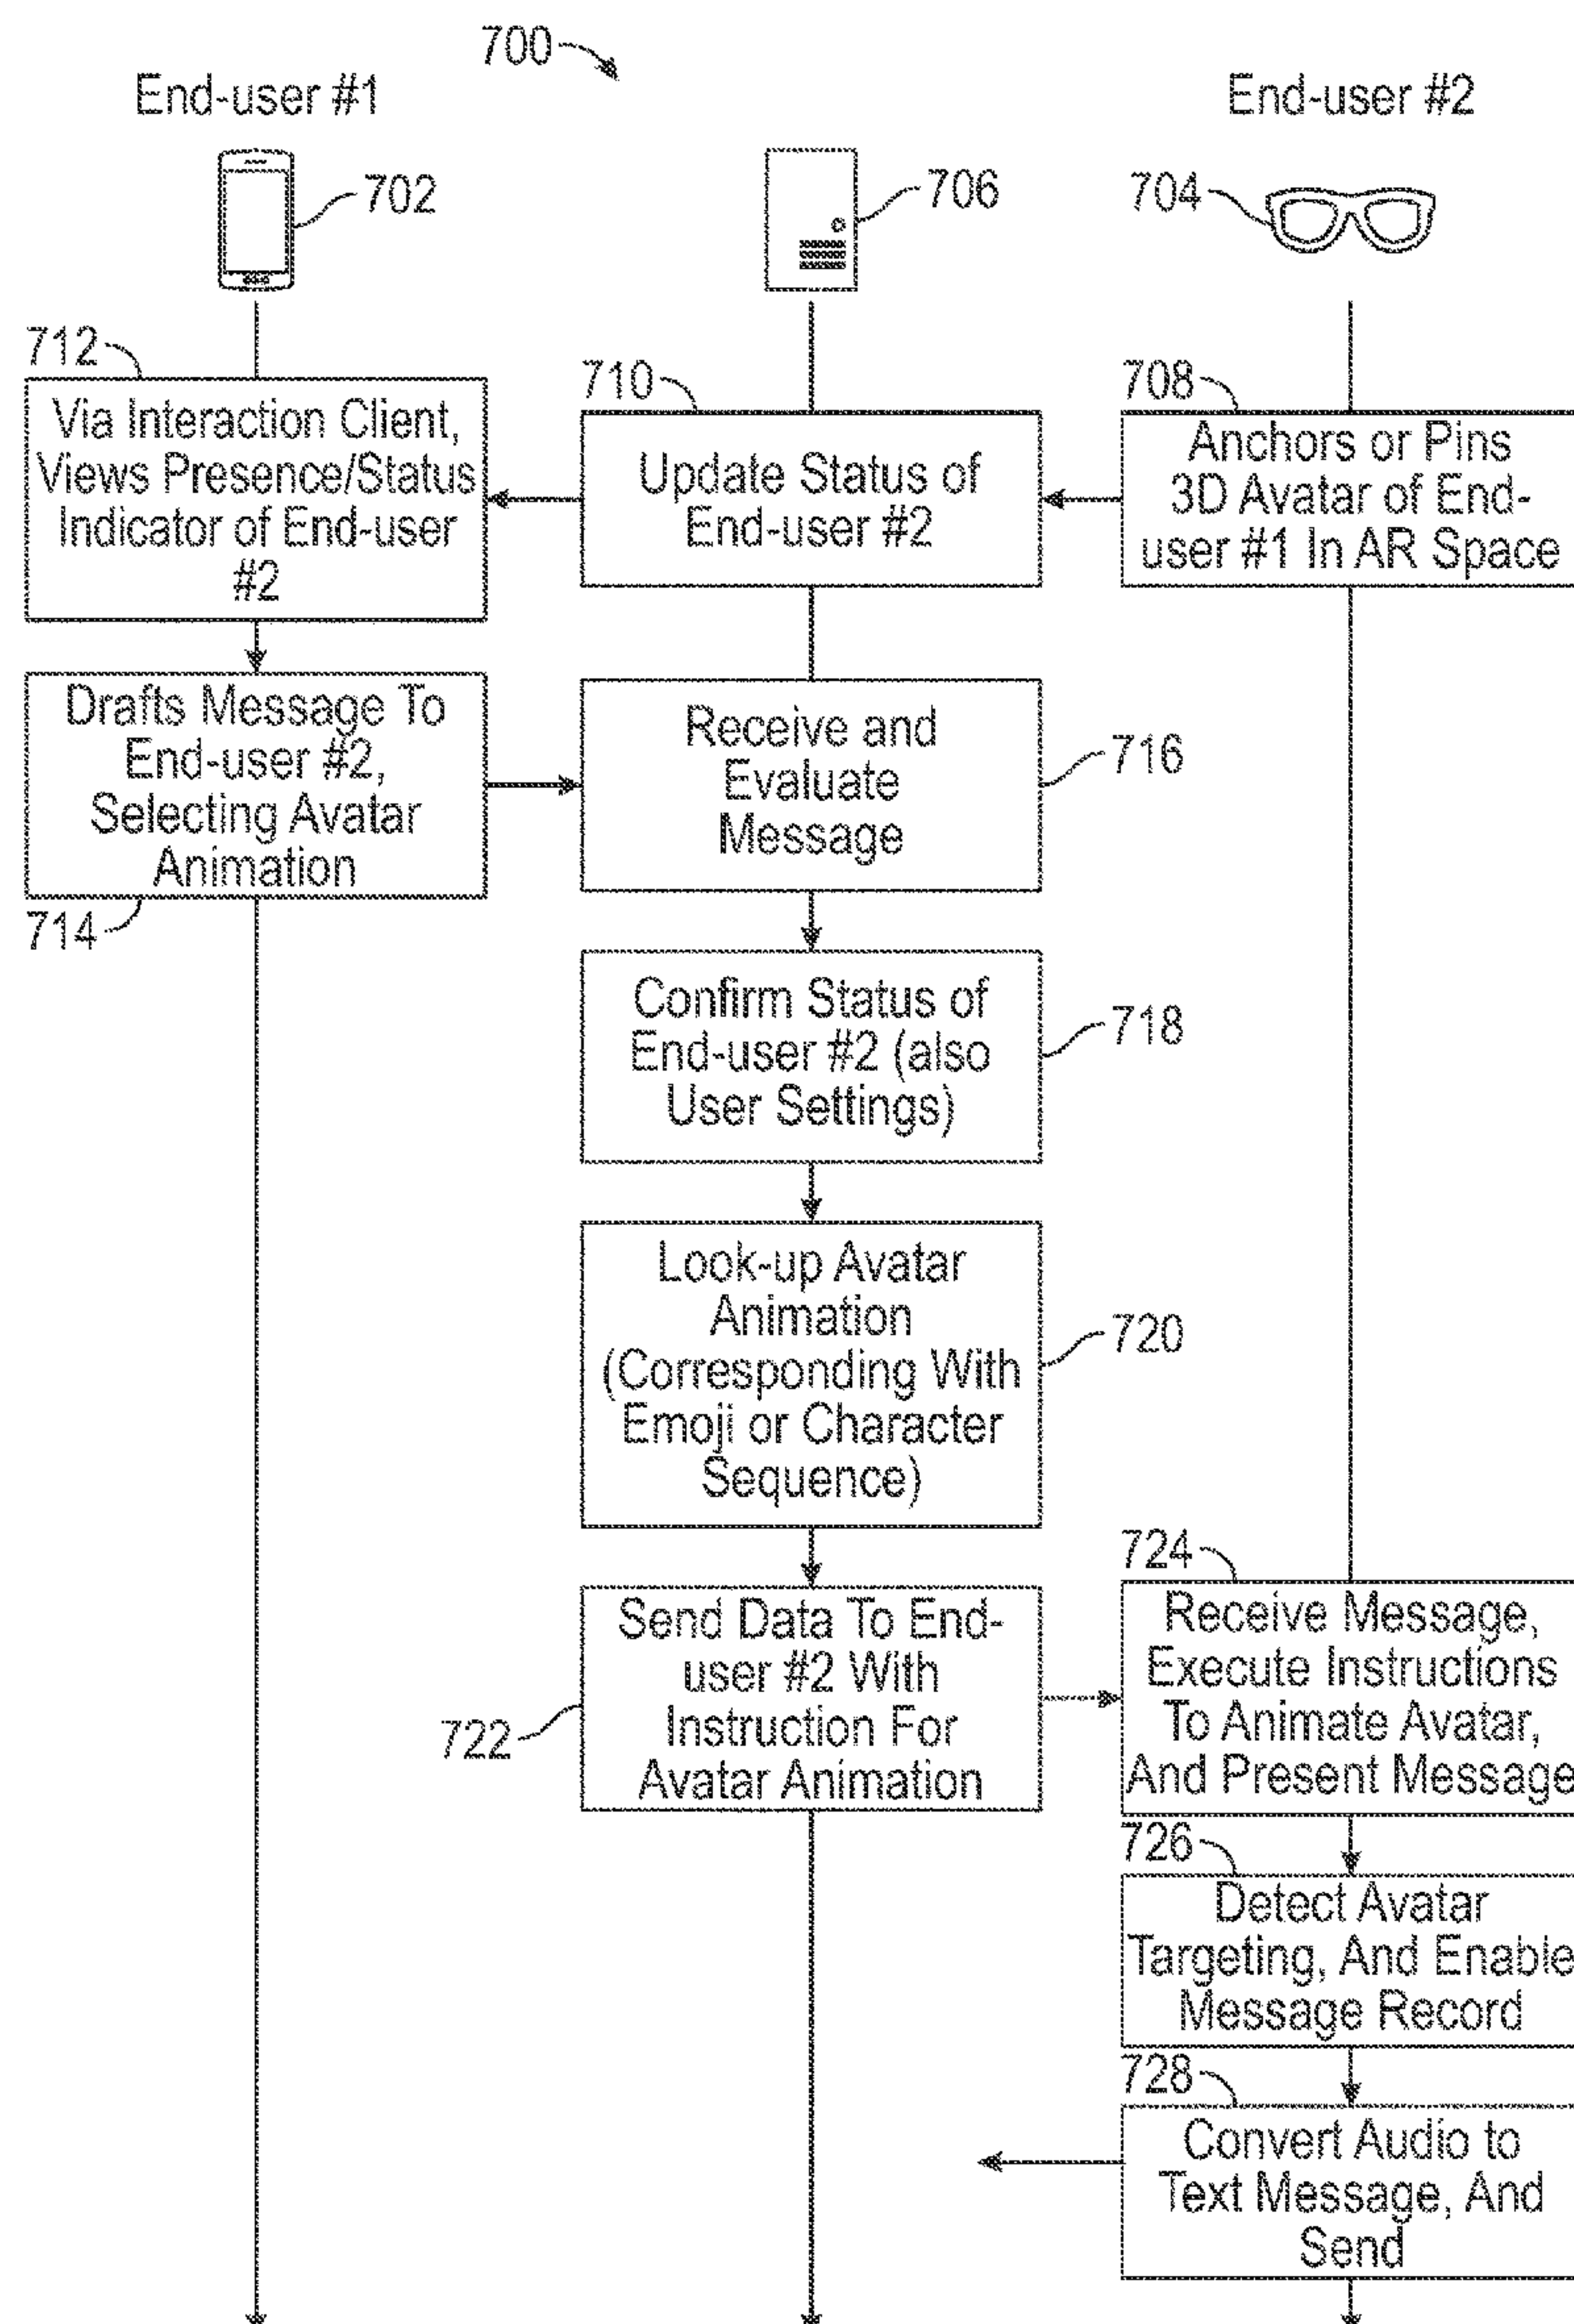 700
End-user #1
End-user #2
702
706
704
712
Via Interaction Client,
Views Presence/Status
Indicator of End-user
#2
710
Update Status of
End-user #2
708
Anchors or Pins
3D Avatar of End-
user #1 In AR Space
Drafts Message To
End-user #2,
Selecting Avatar
Animation
714
Receive and
Evaluate
Message
716
Confirm Status of
End-user #2 (also
User Settings)
718
Look-up Avatar
Animation
(Corresponding With
Emoji or Character
Sequence)
720
Send Data To End-
user #2 With
Instruction For
Avatar Animation
722
724
Receive Message,
Execute Instructions
To Animate Avatar,
And Present Message
726
Detect Avatar
Targeting, And Enable
Message Record
728
Convert Audio to
Text Message, And
Send